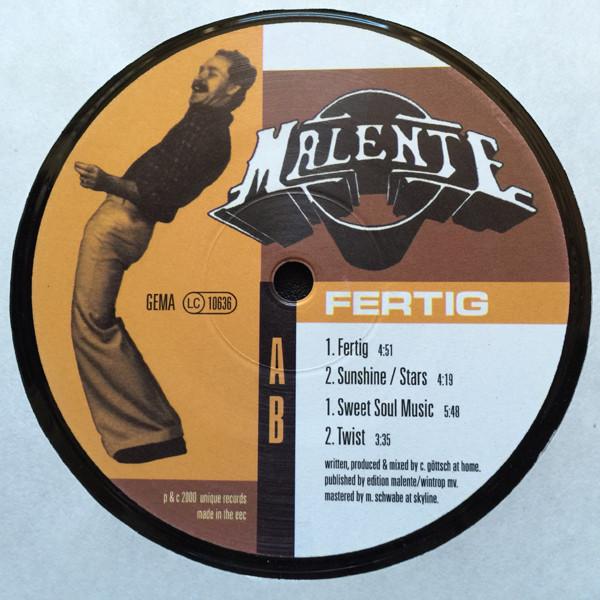 MALENTE
FERTIG
GEMA LC 10636
A
1. Fertig 4:51
2. Sunshine / Stars 4:19
B
1. Sweet Soul Music 5:48
2. Twist 3:35
written, produced & mixed by c. göttsch at home.
published by edition malente/wintrop mv.
mastered by m. schwabe at skyline.
p & c 2000 unique records
made in the eec